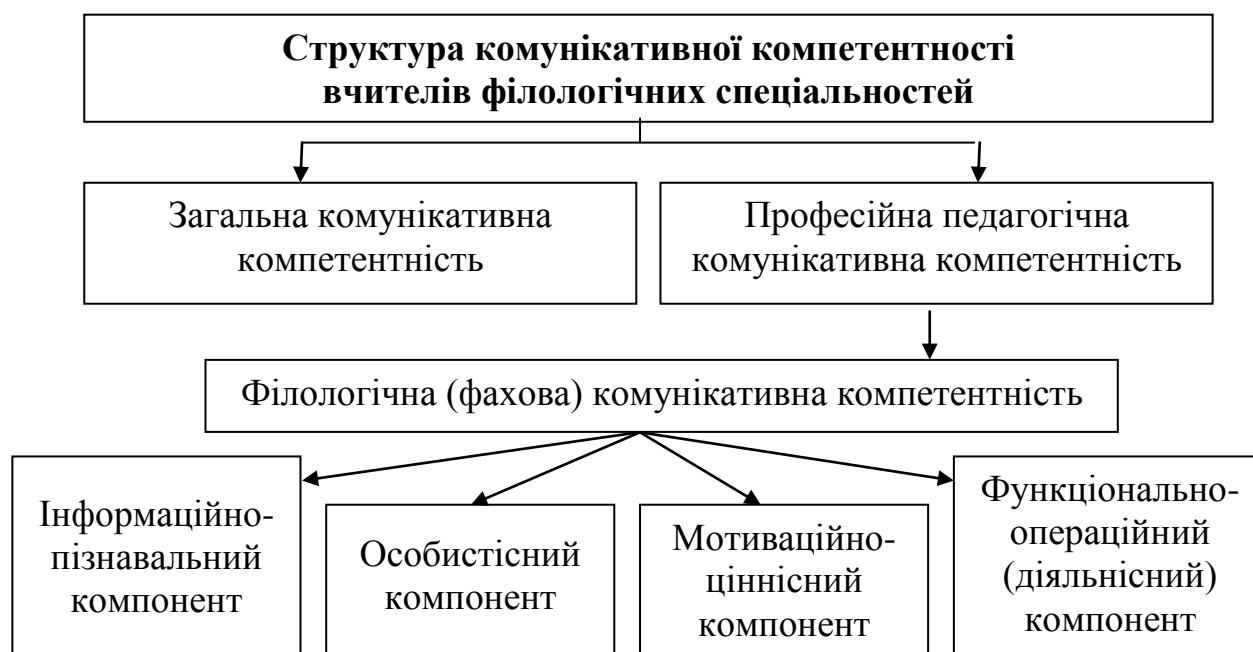 Структура комунікативної компетентності
вчителів філологічних спеціальностей
Загальна комунікативна
компетентність
Професійна педагогічна
комунікативна компетентність
Філологічна (фахова) комунікативна компетентність
Інформаційно-
пізнавальний
компонент
Особистісний
компонент
Мотиваційно-
ціннісний
компонент
Функціонально-
операційний
(діяльнісний)
компонент